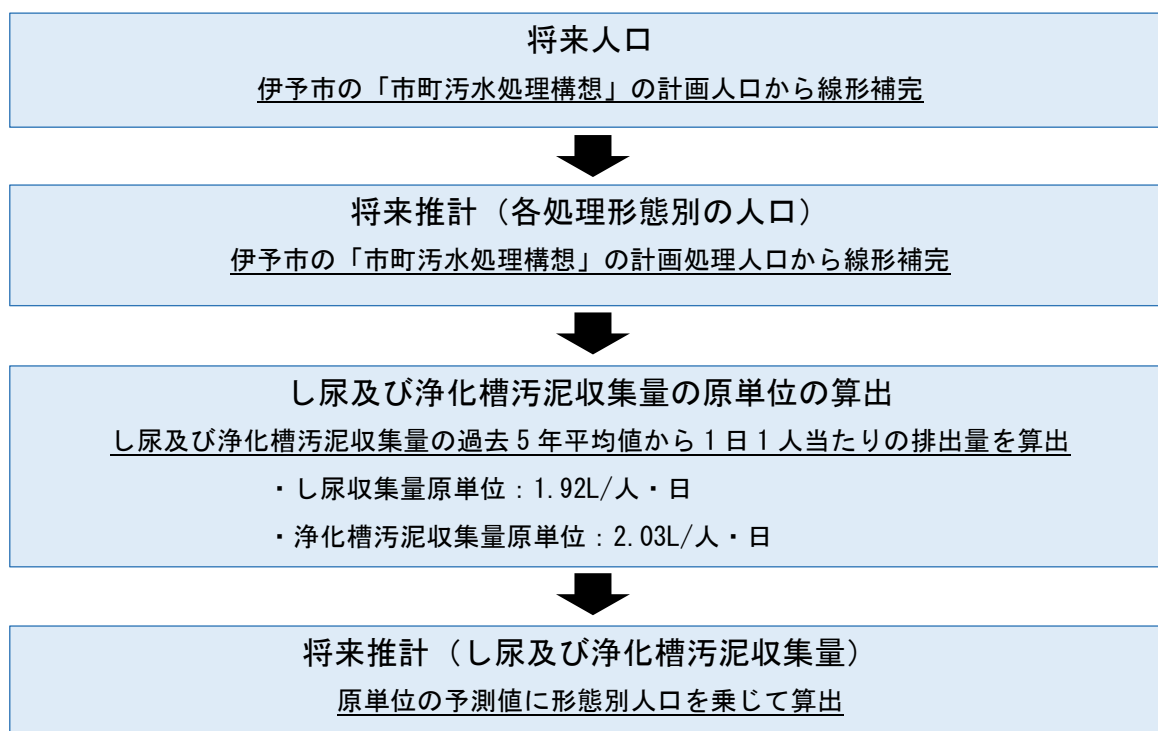 将来人口
伊予市の「市町汚水処理構想」の計画人口から線形補完
将来推計（各処理形態別の人口）
伊予市の「市町汚水処理構想」の計画処理人口から線形補完
し尿及び浄化槽汚泥収集量の原単位の算出
し尿及び浄化槽汚泥収集量の過去5年平均値から1日1人当たりの排出量を算出
・し尿収集量原単位：1.92L/人・日
・浄化槽汚泥収集量原単位：2.03L/人・日
将来推計（し尿及び浄化槽汚泥収集量）
原単位の予測値に形態別人口を乗じて算出